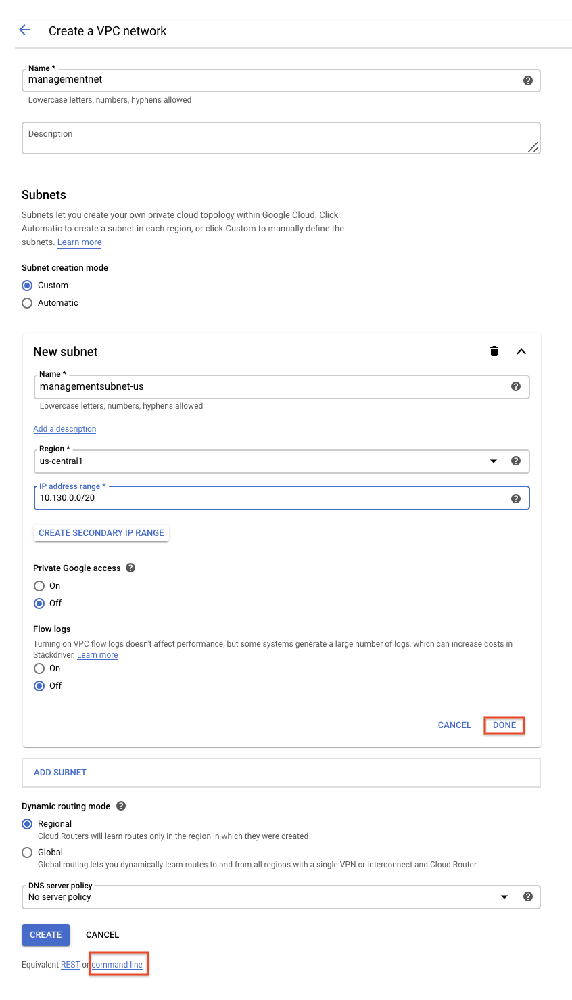 Create a VPC network
Name *
managementnet
Lowercase letters, numbers, hyphens allowed
Description
Subnets
Subnets let you create your own private cloud topology within Google Cloud. Click
Automatic to create a subnet in each region, or click Custom to manually define the
subnets. Learn more
Subnet creation mode
Custom
Automatic
New subnet
Name *
managementsubnet-us
Lowercase letters, numbers, hyphens allowed
Add a description
Region *
us-central1
IP address range *
10.130.0.0/20
CREATE SECONDARY IP RANGE
Private Google access
On
Off
Flow logs
Turning on VPC flow logs doesn't affect performance, but some systems generate a large number of logs, which can increase costs in
Stackdriver. Learn more
On
Off
CANCEL DONE
ADD SUBNET
Dynamic routing mode
Regional
Cloud Routers will learn routes only in the region in which they were created
Global
Global routing lets you dynamically learn routes to and from all regions with a single VPN or interconnect and Cloud Router
DNS server policy
No server policy
CREATE CANCEL
Equivalent REST or command line